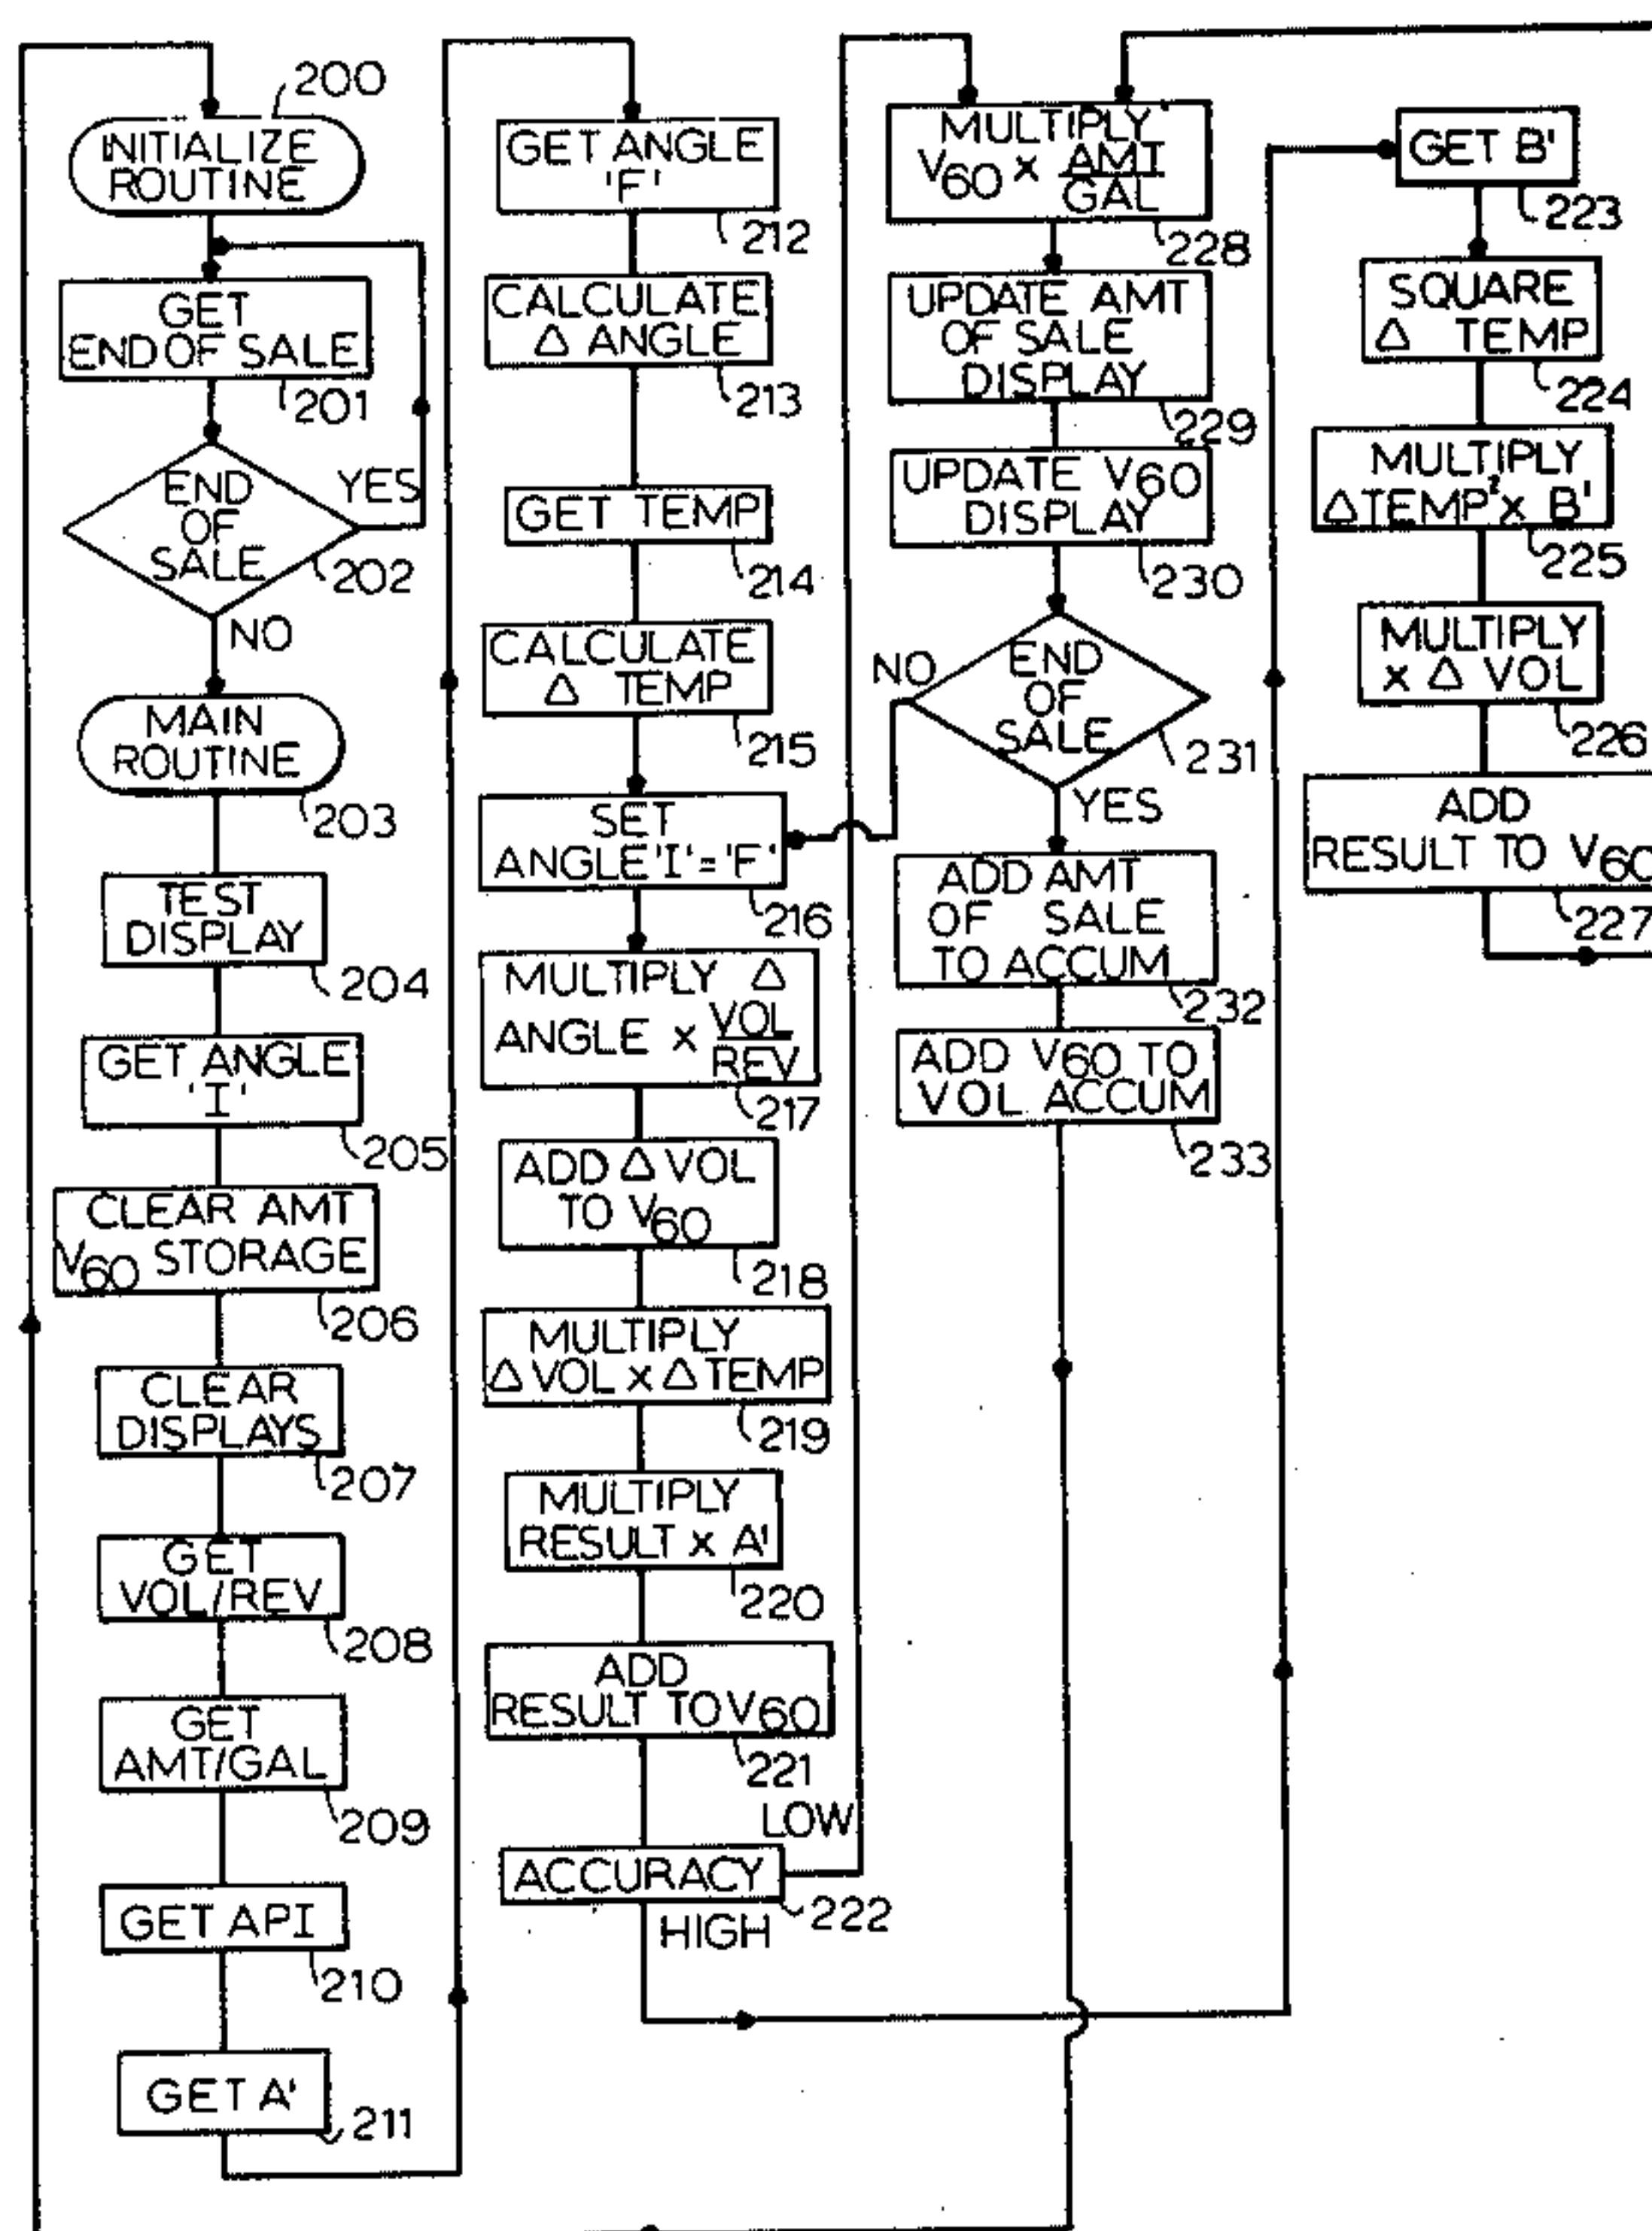 200
INITIALIZE
ROUTINE
GET
END OF SALE
201
END
OF
SALE
YES
202
NO
MAIN
ROUTINE
203
TEST
DISPLAY
204
GET ANGLE
'I'
205
CLEAR AMT
V60 STORAGE
206
CLEAR
DISPLAYS
207
GET
VOL/REV
208
GET
AMT/GAL
209
GET API
210
GET A'
211
GET ANGLE
'F'
212
CALCULATE
Δ ANGLE
213
GET TEMP
214
CALCULATE
Δ TEMP
215
SET
ANGLE 'I' = 'F'
216
MULTIPLY Δ
ANGLE x VOL
REV
217
ADD Δ VOL
TO V60
218
MULTIPLY
Δ VOL x Δ TEMP
219
MULTIPLY
RESULT x A'
220
ADD
RESULT TO V60
221
LOW
ACCURACY
222
HIGH
MULTIPLY
V60 x AMT
GAL
228
UPDATE AMT
OF SALE
DISPLAY
229
UPDATE V60
DISPLAY
230
NO
END
OF
SALE
231
YES
ADD AMT
OF SALE
TO ACCUM
232
ADD V60 TO
VOL ACCUM
233
GET B'
223
SQUARE
Δ TEMP
224
MULTIPLY
Δ TEMP² x B'
225
MULTIPLY
x Δ VOL
226
ADD
RESULT TO V60
227